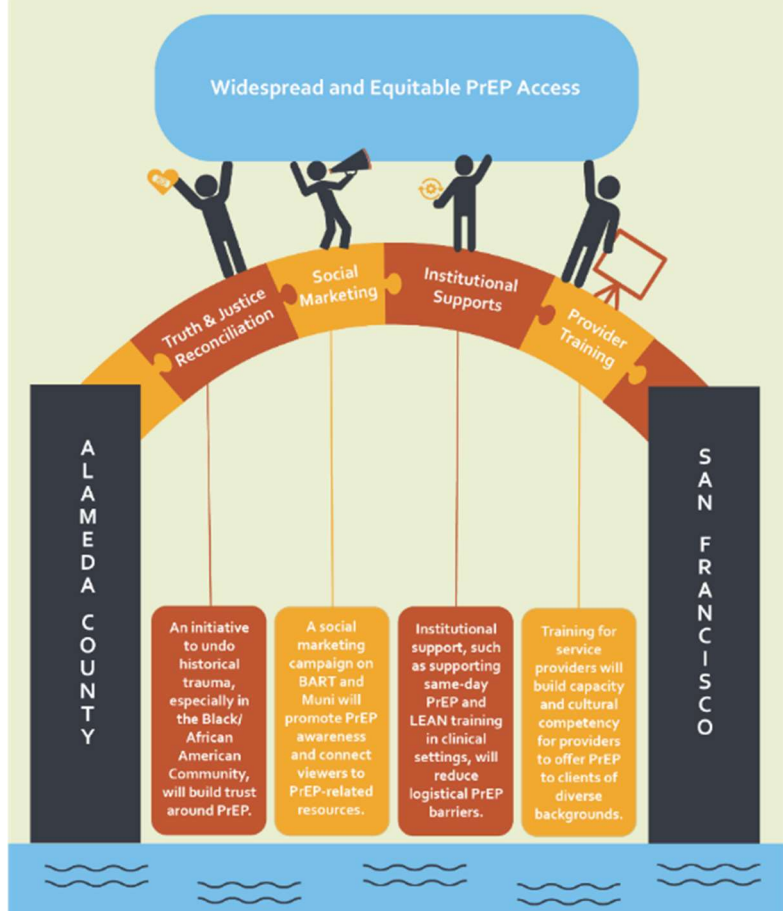 Widespread and Equitable PrEP Access
Truth & Justice
Reconciliation
Social
Marketing
Institutional
Supports
Provider
Training
ALAMEDA COUNTY
An initiative
to undo
historical
trauma,
especially in
the Black/
African
American
Community,
will build trust
around PrEP.
A social
marketing
campaign on
BART and
Muni will
promote PrEP
awareness
and connect
viewers to
PrEP-related
resources.
Institutional
support, such
as supporting
same-day
PrEP and
LEAN training
in clinical
settings, will
reduce
logistical PrEP
barriers.
Training for
service
providers will
build capacity
and cultural
competency
for providers
to offer PrEP
to clients of
diverse
backgrounds.
SAN FRANCISCO